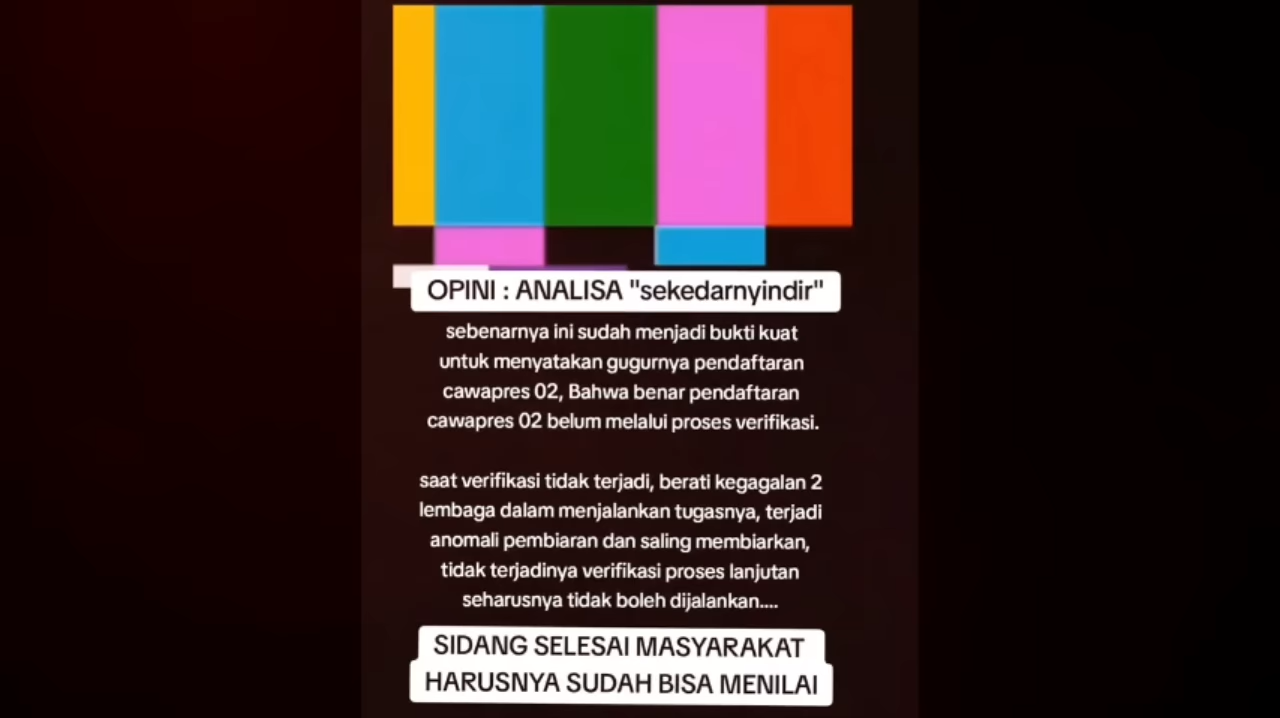 OPINI : ANALISA "sekedarnyindir"
sebenarnya ini sudah menjadi bukti kuat
untuk menyatakan gugurnya pendaftaran
cawapres 02, Bahwa benar pendaftaran
cawapres 02 belum melalui proses verifikasi.
saat verifikasi tidak terjadi, berati kegagalan 2
lembaga dalam menjalankan tugasnya, terjadi
anomali pembiaran dan saling membiarkan,
tidak terjadinya verifikasi proses lanjutan
seharusnya tidak boleh dijalankan....
SIDANG SELESAI MASYARAKAT
HARUSNYA SUDAH BISA MENILAI